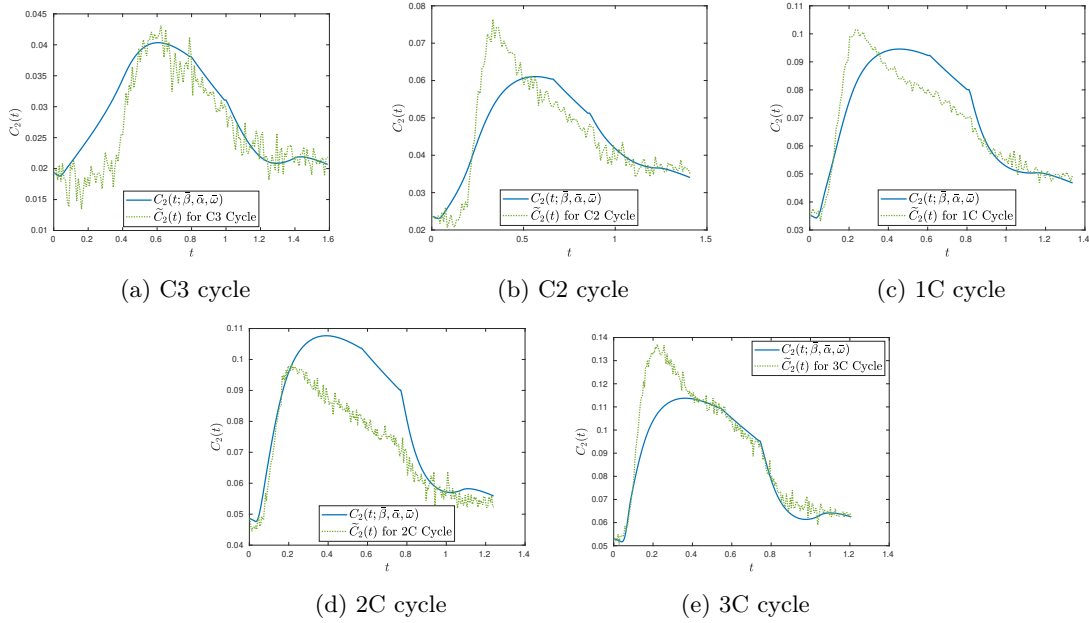 0.045
0.04
0.035
0.03
0.025
0.02
0.015
0.01
C₂(t)
0 0.2 0.4 0.6 0.8 1.0 1.2 1.4 1.6
t
C₂(t; β̄, ᾱ, ω̄)
C̃₂(t) for C3 Cycle
(a) C3 cycle
0.08
0.07
0.06
0.05
0.04
0.03
0.02
C₂(t)
0 0.5 1 1.5
t
C₂(t; β̄, ᾱ, ω̄)
C̃₂(t) for C2 Cycle
(b) C2 cycle
0.11
0.1
0.09
0.08
0.07
0.06
0.05
0.04
0.03
C₂(t)
0 0.2 0.4 0.6 0.8 1 1.2 1.4
t
C₂(t; β̄, ᾱ, ω̄)
C̃₂(t) for 1C Cycle
(c) 1C cycle
0.11
0.1
0.09
0.08
0.07
0.06
0.05
0.04
C₂(t)
0 0.2 0.4 0.6 0.8 1 1.2 1.4
t
C₂(t; β̄, ᾱ, ω̄)
C̃₂(t) for 2C Cycle
(d) 2C cycle
0.14
0.13
0.12
0.11
0.1
0.09
0.08
0.07
0.06
0.05
C₂(t)
0 0.2 0.4 0.6 0.8 1 1.2 1.4
t
C₂(t; β̄, ᾱ, ω̄)
C̃₂(t) for 3C Cycle
(e) 3C cycle